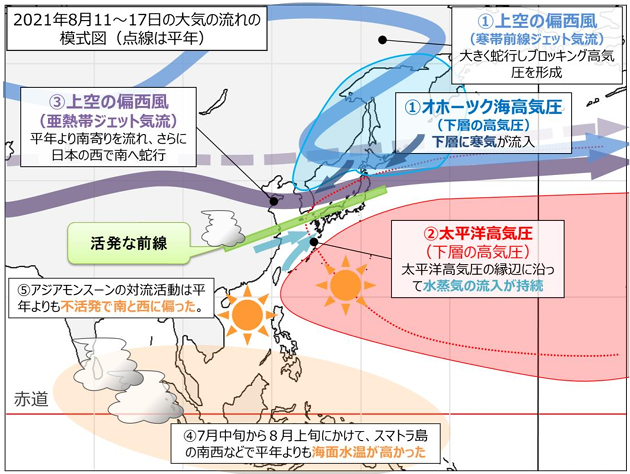 2021年8月11～17日の大気の流れの
模式図（点線は平年）
①上空の偏西風
（寒帯前線ジェット気流）
大きく蛇行しブロッキング高気
圧を形成
③上空の偏西風
（亜熱帯ジェット気流）
平年より南寄りを流れ、さらに
日本の西で南へ蛇行
①オホーツク海高気圧
（下層の高気圧）
下層に寒気が流入
活発な前線
②太平洋高気圧
（下層の高気圧）
太平洋高気圧の縁辺に沿っ
て水蒸気の流入が持続
⑤アジアモンスーンの対流活動は平
年よりも不活発で南と西に偏った。
赤道
④7月中旬から８月上旬にかけて、スマトラ島
の南西などで平年よりも海面水温が高かった